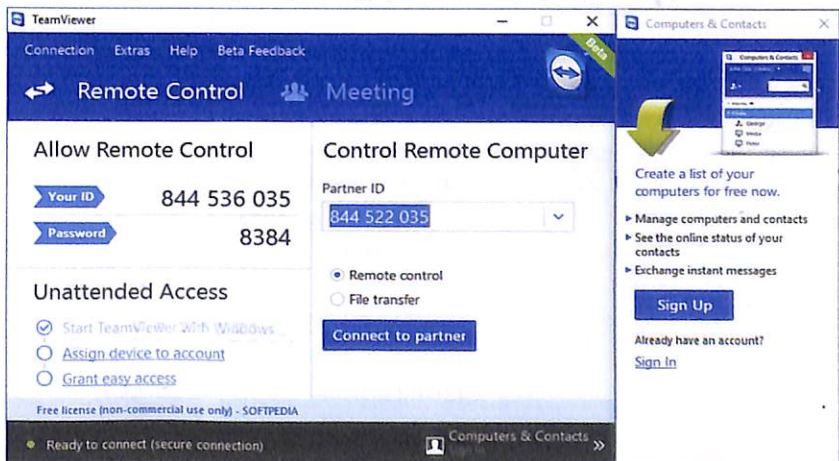 TeamViewer
Connection Extras Help Beta Feedback
Beta
Remote Control Meeting
Allow Remote Control
Your ID 844 536 035
Password 8384
Unattended Access
Start TeamViewer with Windows
Assign device to account
Grant easy access
Control Remote Computer
Partner ID
844 522 035
Remote control
File transfer
Connect to partner
Free license (non-commercial use only) - SOFTPEDIA
Ready to connect (secure connection)
Computers & Contacts
Computers & Contacts
Computers & Contacts
George
Create a list of your
computers for free now.
Manage computers and contacts
See the online status of your
contacts
Exchange instant messages
Sign Up
Already have an account?
Sign In